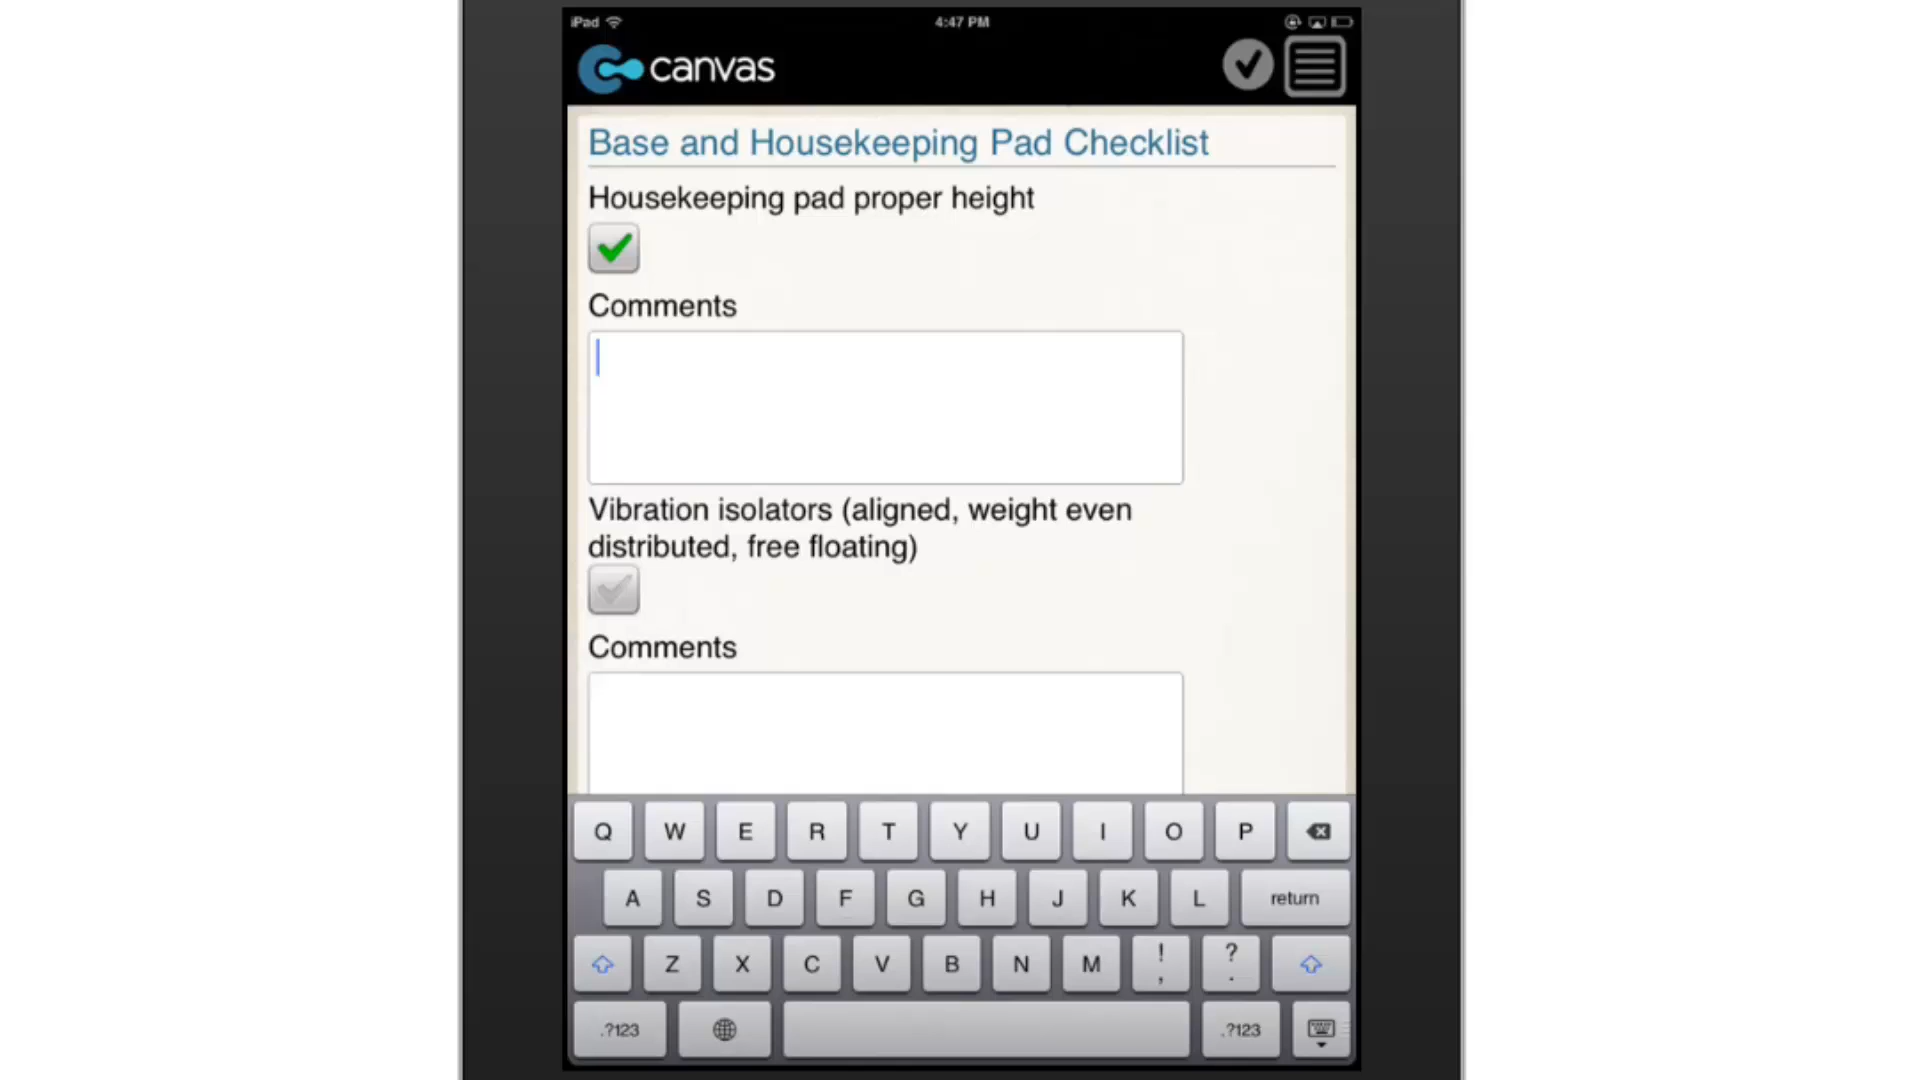 iPad 4:47 PM
canvas
Base and Housekeeping Pad Checklist
Housekeeping pad proper height
Comments
Vibration isolators (aligned, weight even
distributed, free floating)
Comments
Q W E R T Y U I O P
A S D F G H J K L return
Z X C V B N M ! , ? .
.?123 .?123